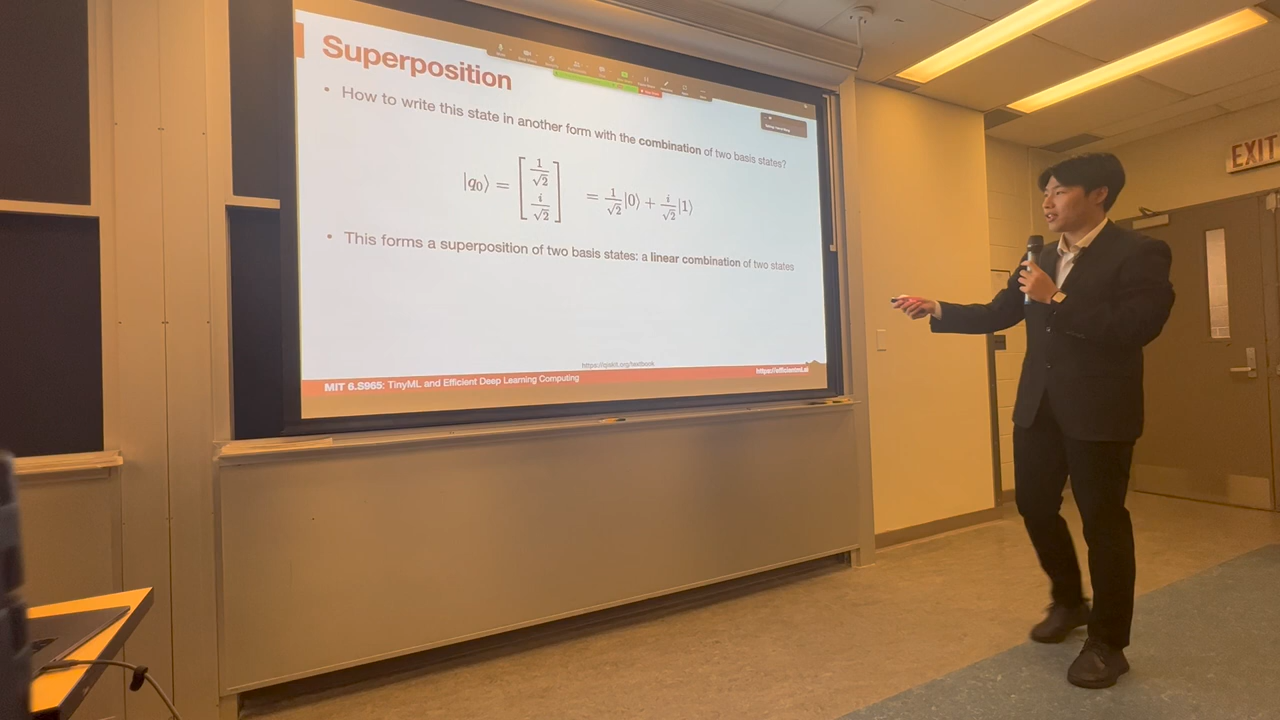 Superposition
• How to write this state in another form with the combination of two basis states?
|q₀⟩ = [1/√2 i/√2] = 1/√2|0⟩ + i/√2|1⟩
• This forms a superposition of two basis states: a linear combination of two states
https://qiskit.org/textbook
MIT 6.S965: TinyML and Efficient Deep Learning Computing
https://efficientml.ai
EXIT